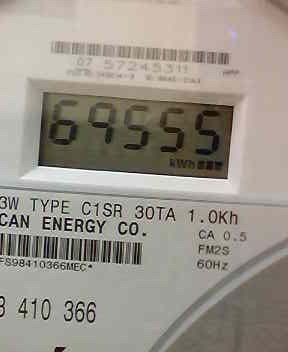 07 57245311
69555
kWh
3W TYPE C1SR 30TA 1.0Kh
CAN ENERGY CO.
CA 0.5
FM2S
FS98410366MEC*
60Hz
3 410 366